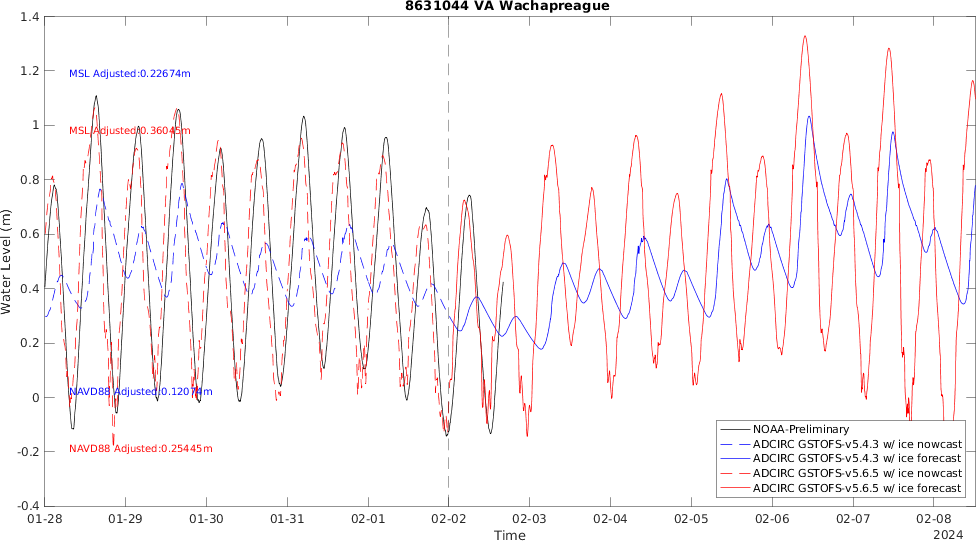 8631044 VA Wachapreague
1.4
1.2
1
0.8
0.6
0.4
0.2
0
-0.2
-0.4
Water Level (m)
MSL Adjusted:0.22674m
MSL Adjusted:0.36045m
NAVD88 Adjusted:0.12074m
NAVD88 Adjusted:0.25445m
NOAA-Preliminary
ADCIRC GSTOFS-v5.4.3 w/ ice nowcast
ADCIRC GSTOFS-v5.4.3 w/ ice forecast
ADCIRC GSTOFS-v5.6.5 w/ ice nowcast
ADCIRC GSTOFS-v5.6.5 w/ ice forecast
01-28 01-29 01-30 01-31 02-01 02-02 02-03 02-04 02-05 02-06 02-07 02-08
Time
2024